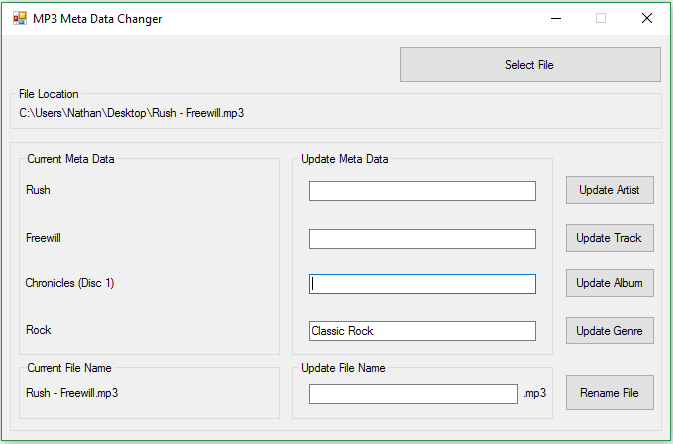 MP3 Meta Data Changer
Select File
File Location
C:\Users\Nathan\Desktop\Rush - Freewill.mp3
Current Meta Data
Update Meta Data
Rush
Update Artist
Freewill
Update Track
Chronicles (Disc 1)
Update Album
Rock
Classic Rock
Update Genre
Current File Name
Update File Name
Rush - Freewill.mp3
.mp3
Rename File